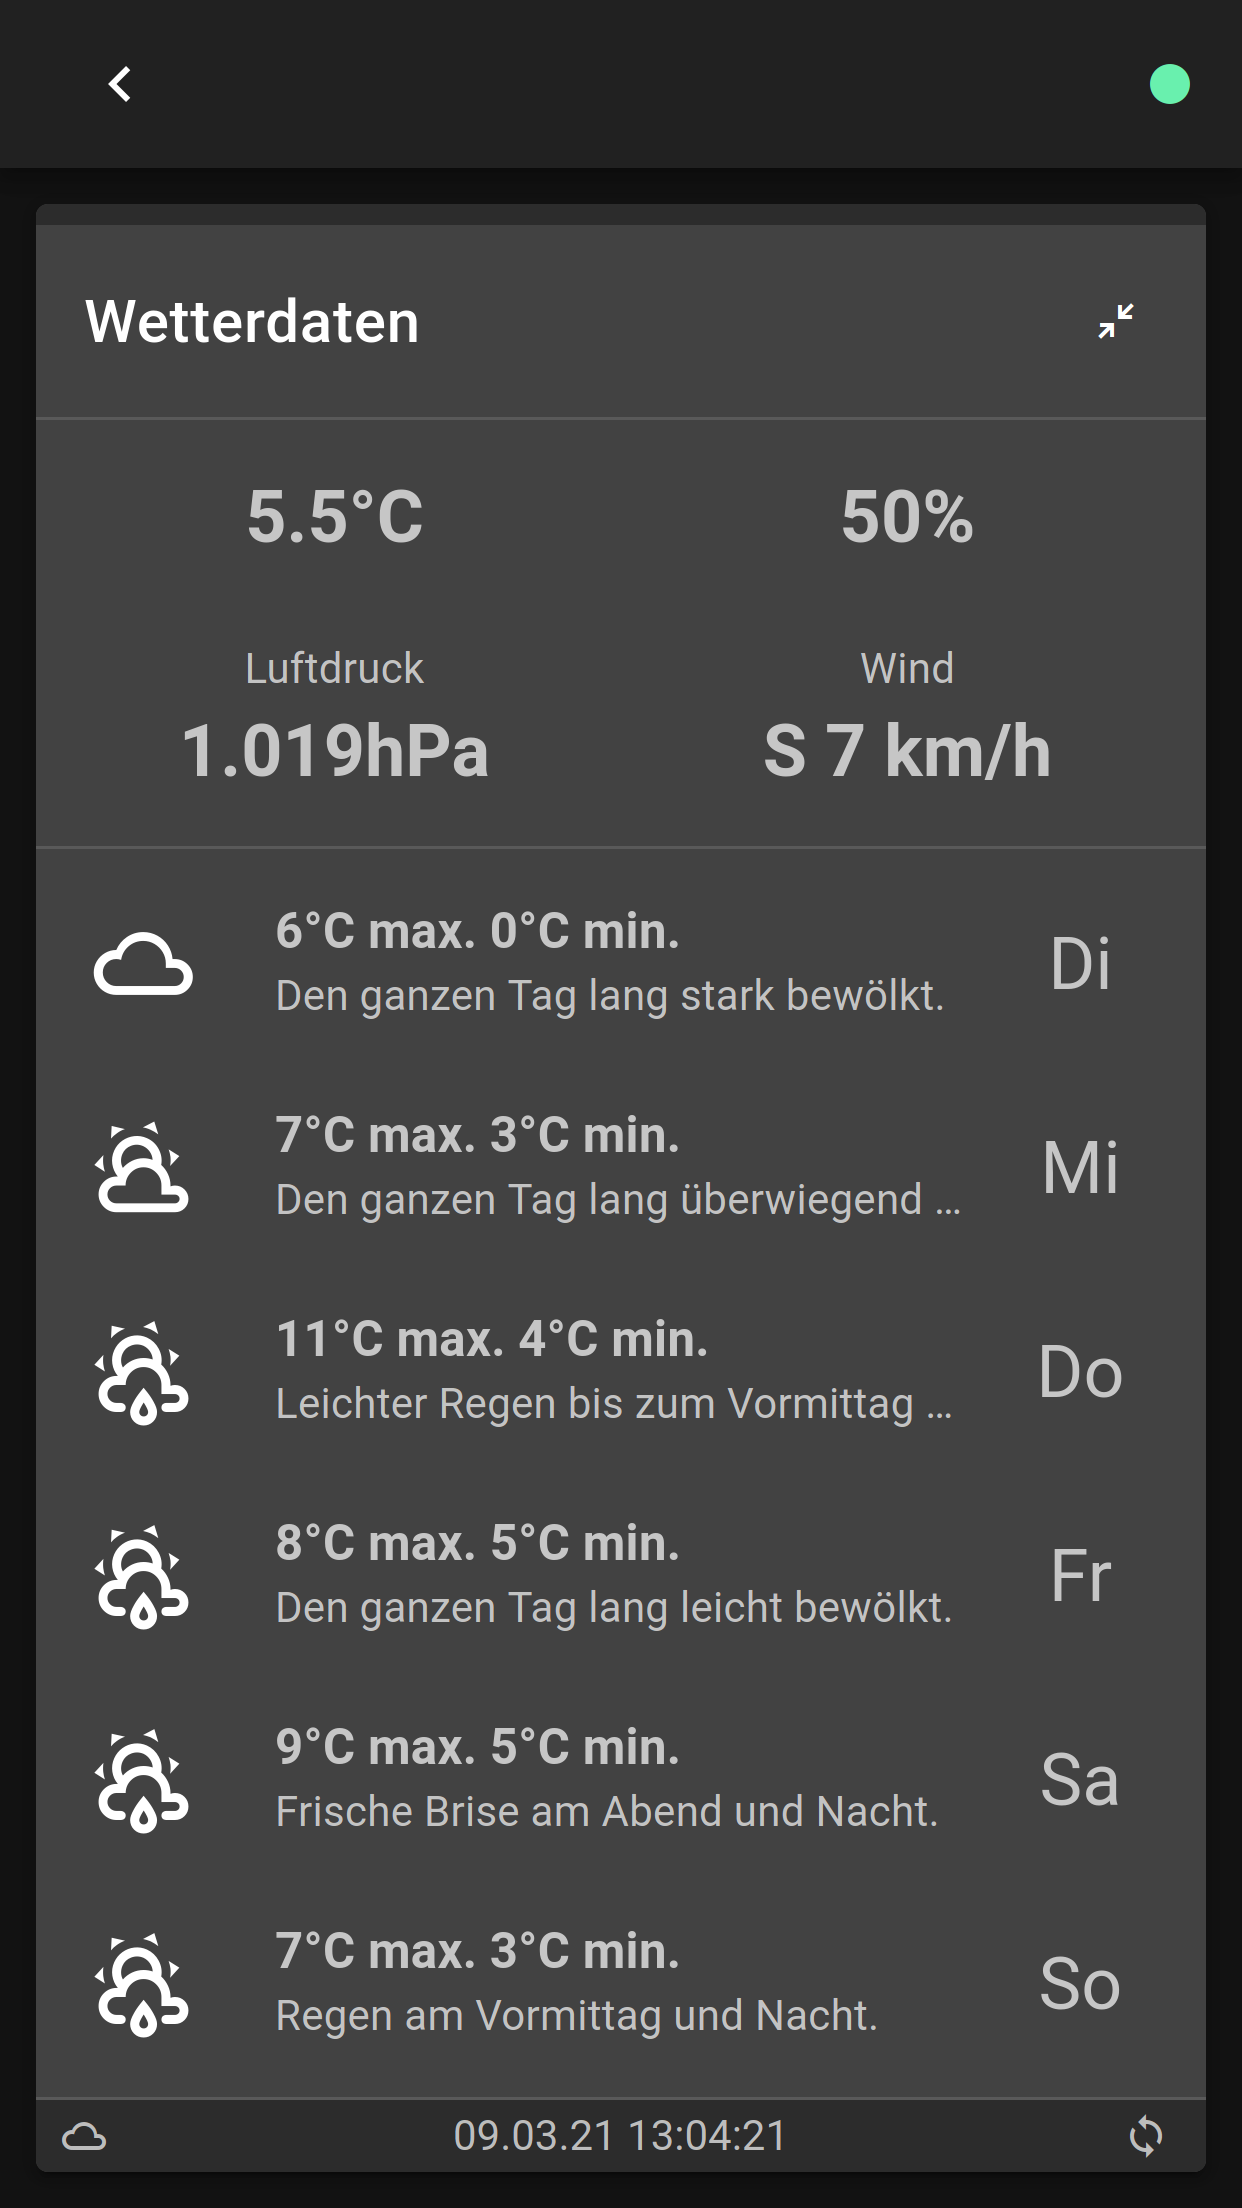 Wetterdaten
5.5°C 50%
Luftdruck Wind
1.019hPa S 7 km/h
6°C max. 0°C min.
Den ganzen Tag lang stark bewölkt.
Di
7°C max. 3°C min.
Den ganzen Tag lang überwiegend ...
Mi
11°C max. 4°C min.
Leichter Regen bis zum Vormittag ...
Do
8°C max. 5°C min.
Den ganzen Tag lang leicht bewölkt.
Fr
9°C max. 5°C min.
Frische Brise am Abend und Nacht.
Sa
7°C max. 3°C min.
Regen am Vormittag und Nacht.
So
09.03.21 13:04:21